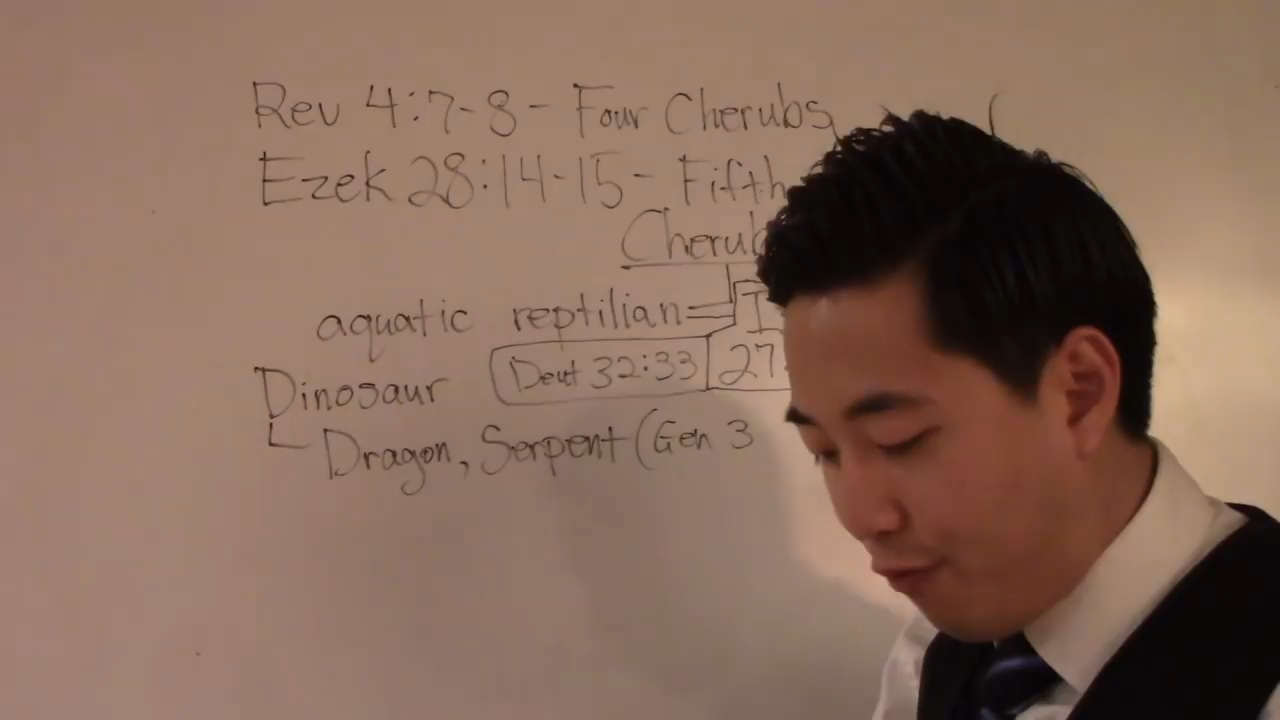 Rev 4:7-8 - Four Cherubs
Ezek 28:14-15 - Fifth
Cherub
aquatic reptilian
Deut 32:33 27
Dinosaur
Dragon, Serpent (Gen 3